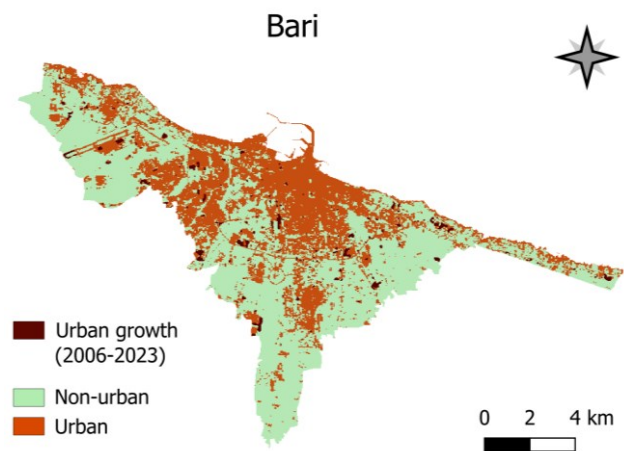 Bari
Urban growth
(2006-2023)
Non-urban
Urban
0 2 4 km